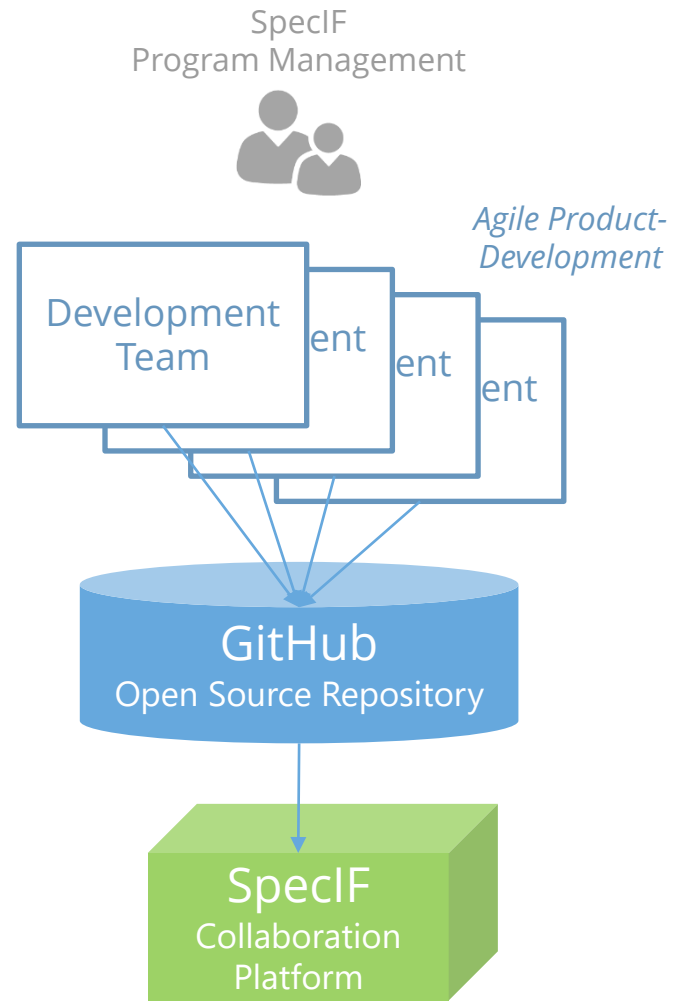 SpecIF
Program Management
Agile Product-
Development
Development
Team
ent
ent
ent
GitHub
Open Source Repository
SpecIF
Collaboration
Platform